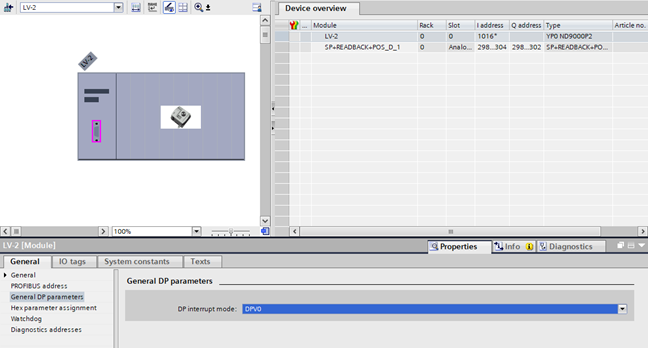 LV-2
Device overview
... Module Rack Slot I address Q address Type Article no.
LV-2 0 0 1016* YP0 ND9000P2
SP+READBACK+POS_D_1 0 Analo... 298...304 298...302 SP+READBACK+PO...
LV-2
100%
LV-2 [Module]
Properties Info Diagnostics
General IO tags System constants Texts
General
PROFIBUS address
General DP parameters
Hex parameter assignment
Watchdog
Diagnostics addresses
General DP parameters
DP interrupt mode: DPV0